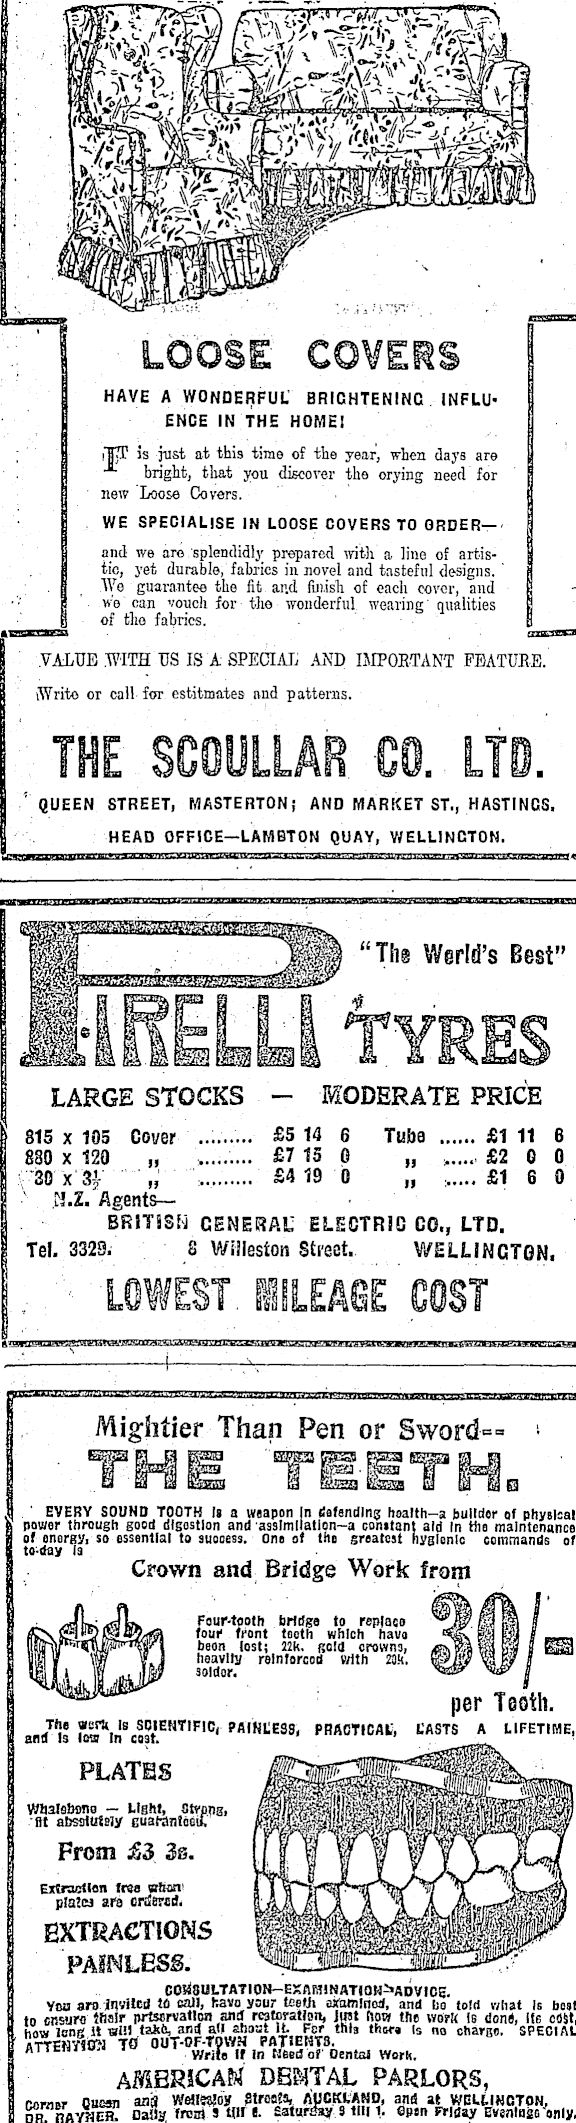 LOOSE COVERS
HAVE A WONDERFUL BRIGHTENING INFLU-
ENCE IN THE HOME!
IT is just at this time of the year, when days are
bright, that you discover the orying need for
new Loose Covers.
WE SPECIALISE IN LOOSE COVERS TO ORDER—
and we are splendidly prepared with a line of artis-
tic, yet durable, fabrics in novel and tasteful designs.
We guarantee the fit and finish of each cover, and
we can vouch for the wonderful wearing qualities
of the fabrics.
VALUE WITH US IS A SPECIAL AND IMPORTANT FEATURE.
Write or call for estitmates and patterns.
THE SCOULLAR CO. LTD.
QUEEN STREET, MASTERTON; AND MARKET ST., HASTINGS.
HEAD OFFICE—LAMBTON QUAY, WELLINGTON.
PIRELLI TYRES "The World's Best"
LARGE STOCKS — MODERATE PRICE
815 x 105 Cover ......... £5 14 6 Tube ...... £1 11 6
880 x 120 ,, ......... £7 15 0 ,, ..... £2 0 0
30 x 3½ ,, ......... £4 19 0 ,, ..... £1 6 0
N.Z. Agents—
BRITISH GENERAL ELECTRIC CO., LTD.
Tel. 3329. 8 Willeston Street. WELLINGTON.
LOWEST MILEAGE COST
Mightier Than Pen or Sword--
THE TEETH.
EVERY SOUND TOOTH is a weapon in defending health—a builder of physical
power through good digestion and assimilation—a constant aid in the maintenance
of energy, so essential to success. One of the greatest hygienic commands of
to-day is
Crown and Bridge Work from
Four-tooth bridge to replace
four front teeth which have
been lost; 22k. gold crowns,
heavily reinforced with 20k.
solder.
30/-
per Tooth.
The work is SCIENTIFIC, PAINLESS, PRACTICAL, LASTS A LIFETIME,
and is low in cost.
PLATES
Whalebone — Light, Strong,
fit absolutely guaranteed.
From £3 3s.
Extraction free when
plates are ordered.
EXTRACTIONS
PAINLESS.
CONSULTATION—EXAMINATION—ADVICE.
You are invited to call, have your teeth examined, and be told what is best
to ensure their preservation and restoration, just how the work is done, its cost,
how long it will take, and all about it. For this there is no charge. SPECIAL
ATTENTION TO OUT-OF-TOWN PATIENTS.
Write If in Need of Dental Work.
AMERICAN DENTAL PARLORS,
Corner Queen and Wellesley Streets, AUCKLAND, and at WELLINGTON,
DR. RAYNER. Daily from 9 till 6. Saturday 9 till 1. Open Friday Evenings only.